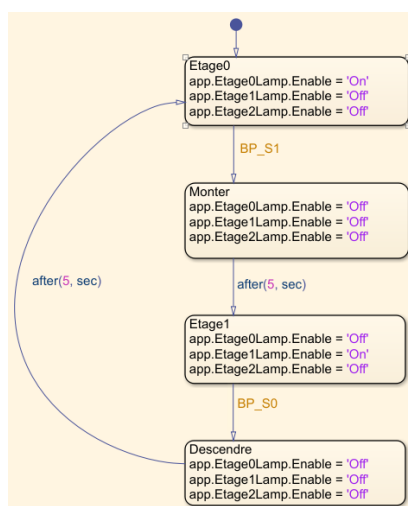 Etage0
app.Etage0Lamp.Enable = 'On'
app.Etage1Lamp.Enable = 'Off'
app.Etage2Lamp.Enable = 'Off'
BP_S1
Monter
app.Etage0Lamp.Enable = 'Off'
app.Etage1Lamp.Enable = 'Off'
app.Etage2Lamp.Enable = 'Off'
after(5, sec)
after(5, sec)
Etage1
app.Etage0Lamp.Enable = 'Off'
app.Etage1Lamp.Enable = 'On'
app.Etage2Lamp.Enable = 'Off'
BP_S0
Descendre
app.Etage0Lamp.Enable = 'Off'
app.Etage1Lamp.Enable = 'Off'
app.Etage2Lamp.Enable = 'Off'